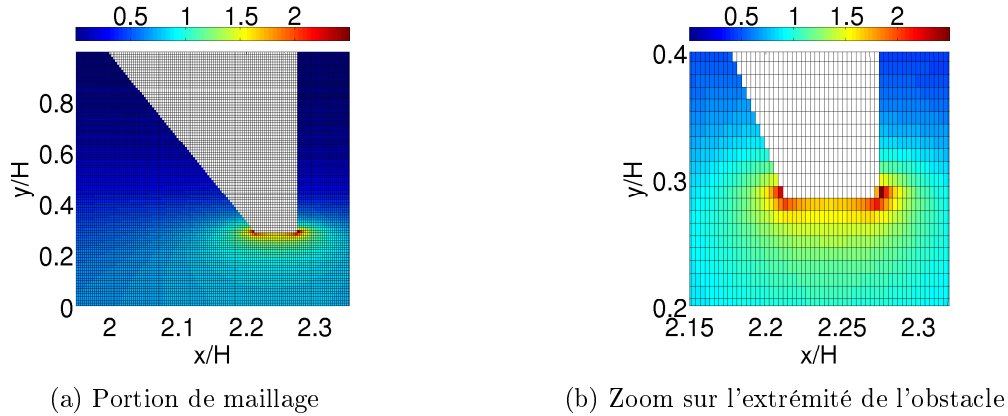 0.5 1 1.5 2
0.8
0.6
0.4
0.2
0
y/H
2 2.1 2.2 2.3
x/H
(a) Portion de maillage
0.5 1 1.5 2
0.4
0.3
0.2
y/H
2.15 2.2 2.25 2.3
x/H
(b) Zoom sur l'extrémité de l'obstacle